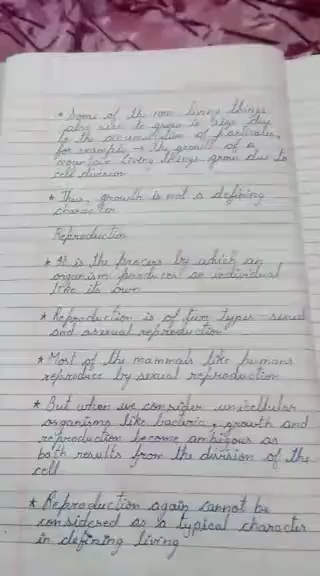 * Some of the non living things
also use to grow in size due
to the accumulation of particles,
for example → the growth of a
Living things grow due to
cell division
* Thus, growth is not a defining
character
Reproduction
* It is the process by which an
organism produces an individual
like its own
* Reproduction is of two types sexual
and asexual reproduction
* Most of the mammals like humans
reproduce by sexual reproduction
* But when we consider unicellular
organisms like bacteria, growth and
reproduction become ambigous as
both results from the division of the
cell
* Reproduction again cannot be
considered as a typical character
in defining living